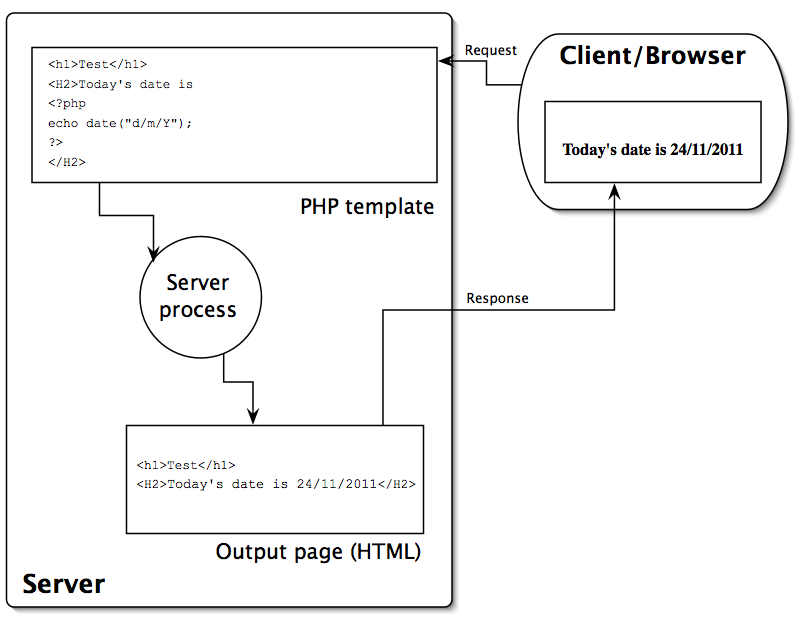 <h1>Test</h1>
<H2>Today's date is
<?php
echo date("d/m/Y");
?>
</H2>
PHP template
Request
Client/Browser
Today's date is 24/11/2011
Server
process
Response
<h1>Test</h1>
<H2>Today's date is 24/11/2011</H2>
Output page (HTML)
Server